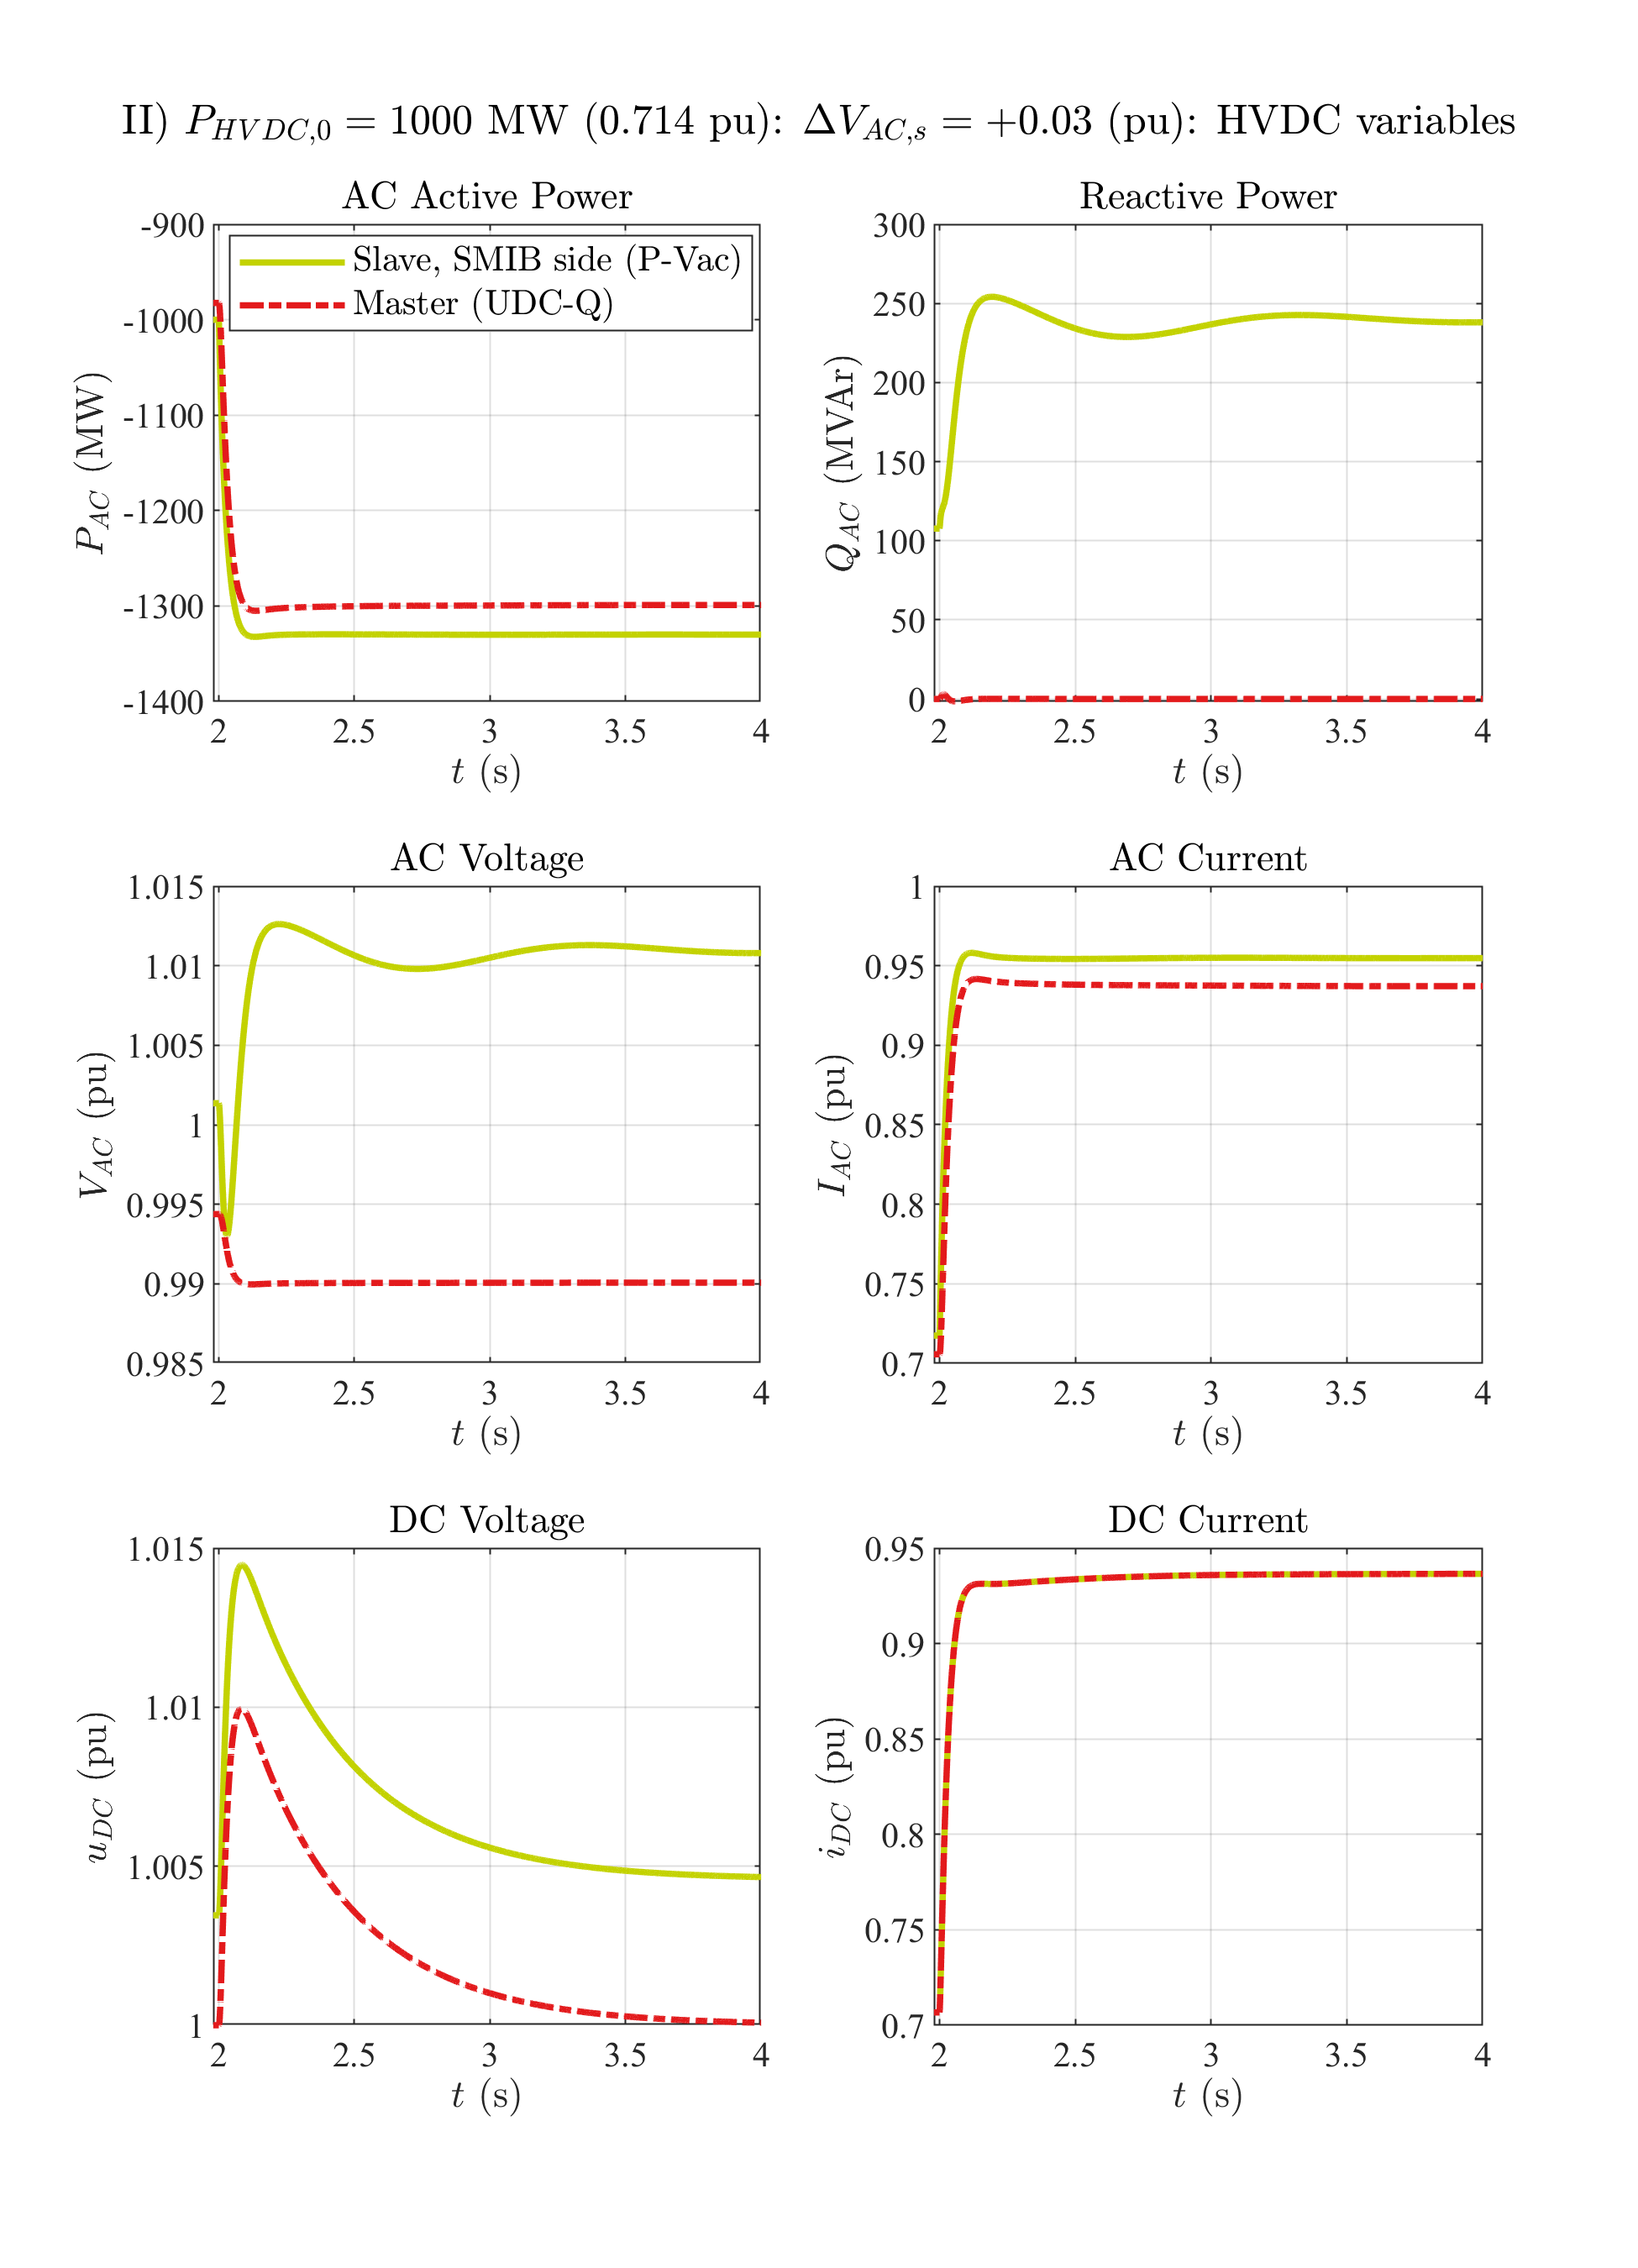 II) P_{HVDC,0} = 1000 MW (0.714 pu): ΔV_{AC,s} = +0.03 (pu): HVDC variables
AC Active Power
-900
-1000
-1100
-1200
-1300
-1400
P_{AC} (MW)
Slave, SMIB side (P-Vac)
Master (UDC-Q)
2 2.5 3 3.5 4
t (s)
Reactive Power
300
250
200
150
100
50
0
Q_{AC} (MVAr)
2 2.5 3 3.5 4
t (s)
AC Voltage
1.015
1.01
1.005
1
0.995
0.99
0.985
V_{AC} (pu)
2 2.5 3 3.5 4
t (s)
AC Current
1
0.95
0.9
0.85
0.8
0.75
0.7
I_{AC} (pu)
2 2.5 3 3.5 4
t (s)
DC Voltage
1.015
1.01
1.005
1
u_{DC} (pu)
2 2.5 3 3.5 4
t (s)
DC Current
0.95
0.9
0.85
0.8
0.75
0.7
i_{DC} (pu)
2 2.5 3 3.5 4
t (s)